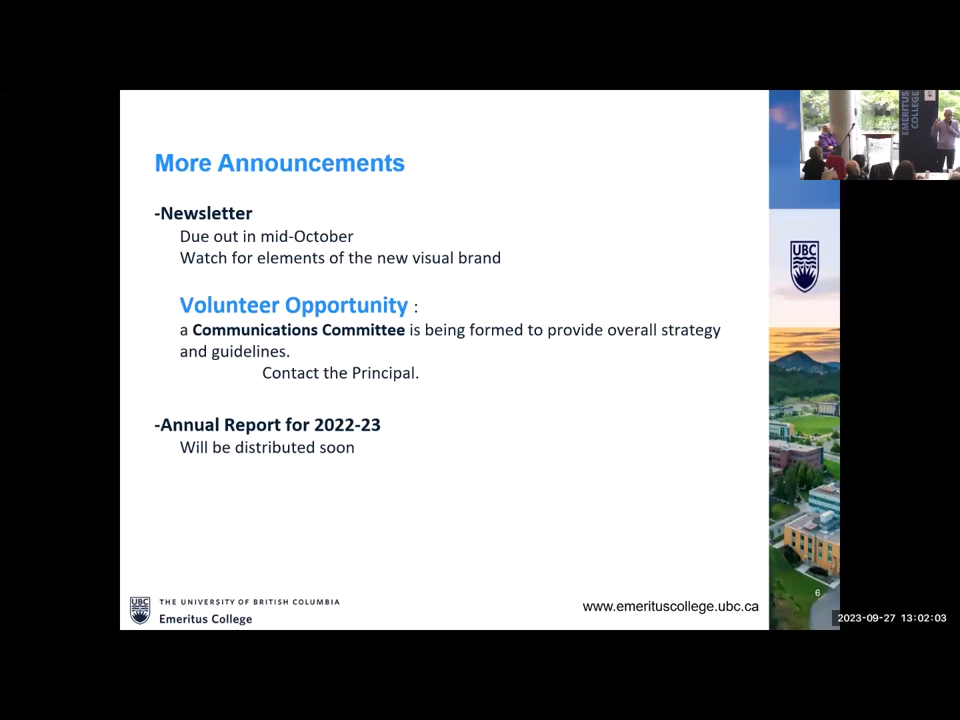 More Announcements
-Newsletter
Due out in mid-October
Watch for elements of the new visual brand
Volunteer Opportunity :
a Communications Committee is being formed to provide overall strategy
and guidelines.
Contact the Principal.
-Annual Report for 2022-23
Will be distributed soon
EMERITUS
COLLEGE
UBC
UBC
THE UNIVERSITY OF BRITISH COLUMBIA
Emeritus College
www.emerituscollege.ubc.ca
6
2023-09-27 13:02:03